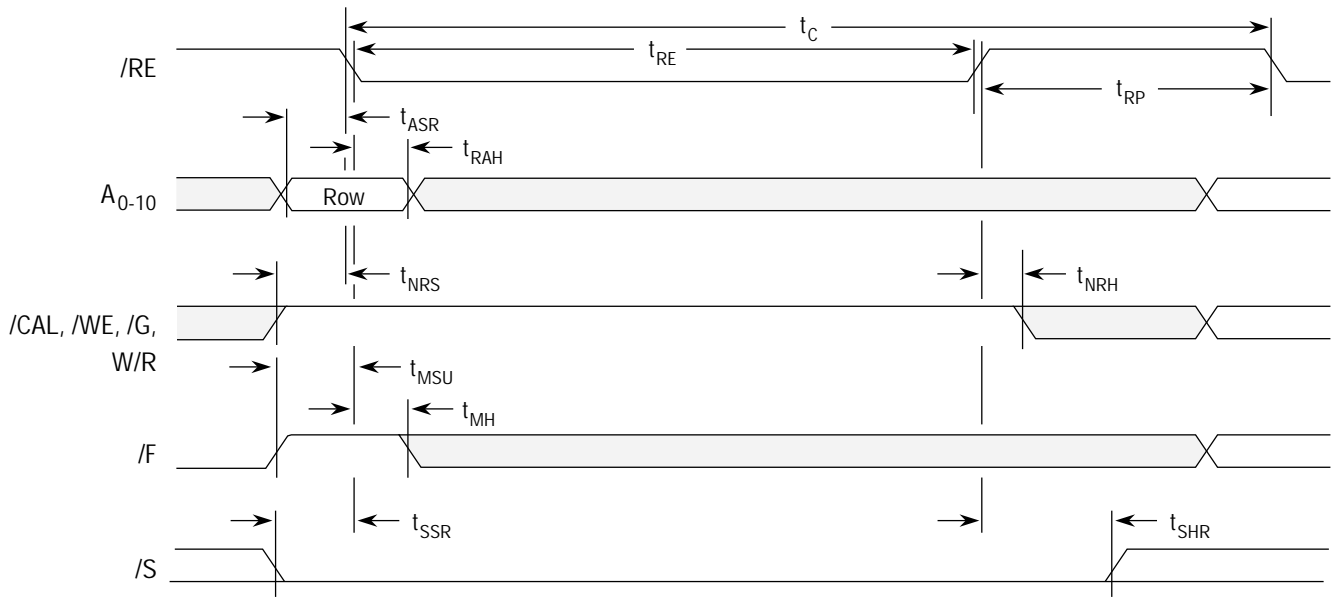 t_C
t_RE
/RE
t_RP
t_ASR
t_RAH
A_0-10
Row
t_NRS
t_NRH
/CAL, /WE, /G,
W/R
t_MSU
t_MH
/F
t_SSR
t_SHR
/S